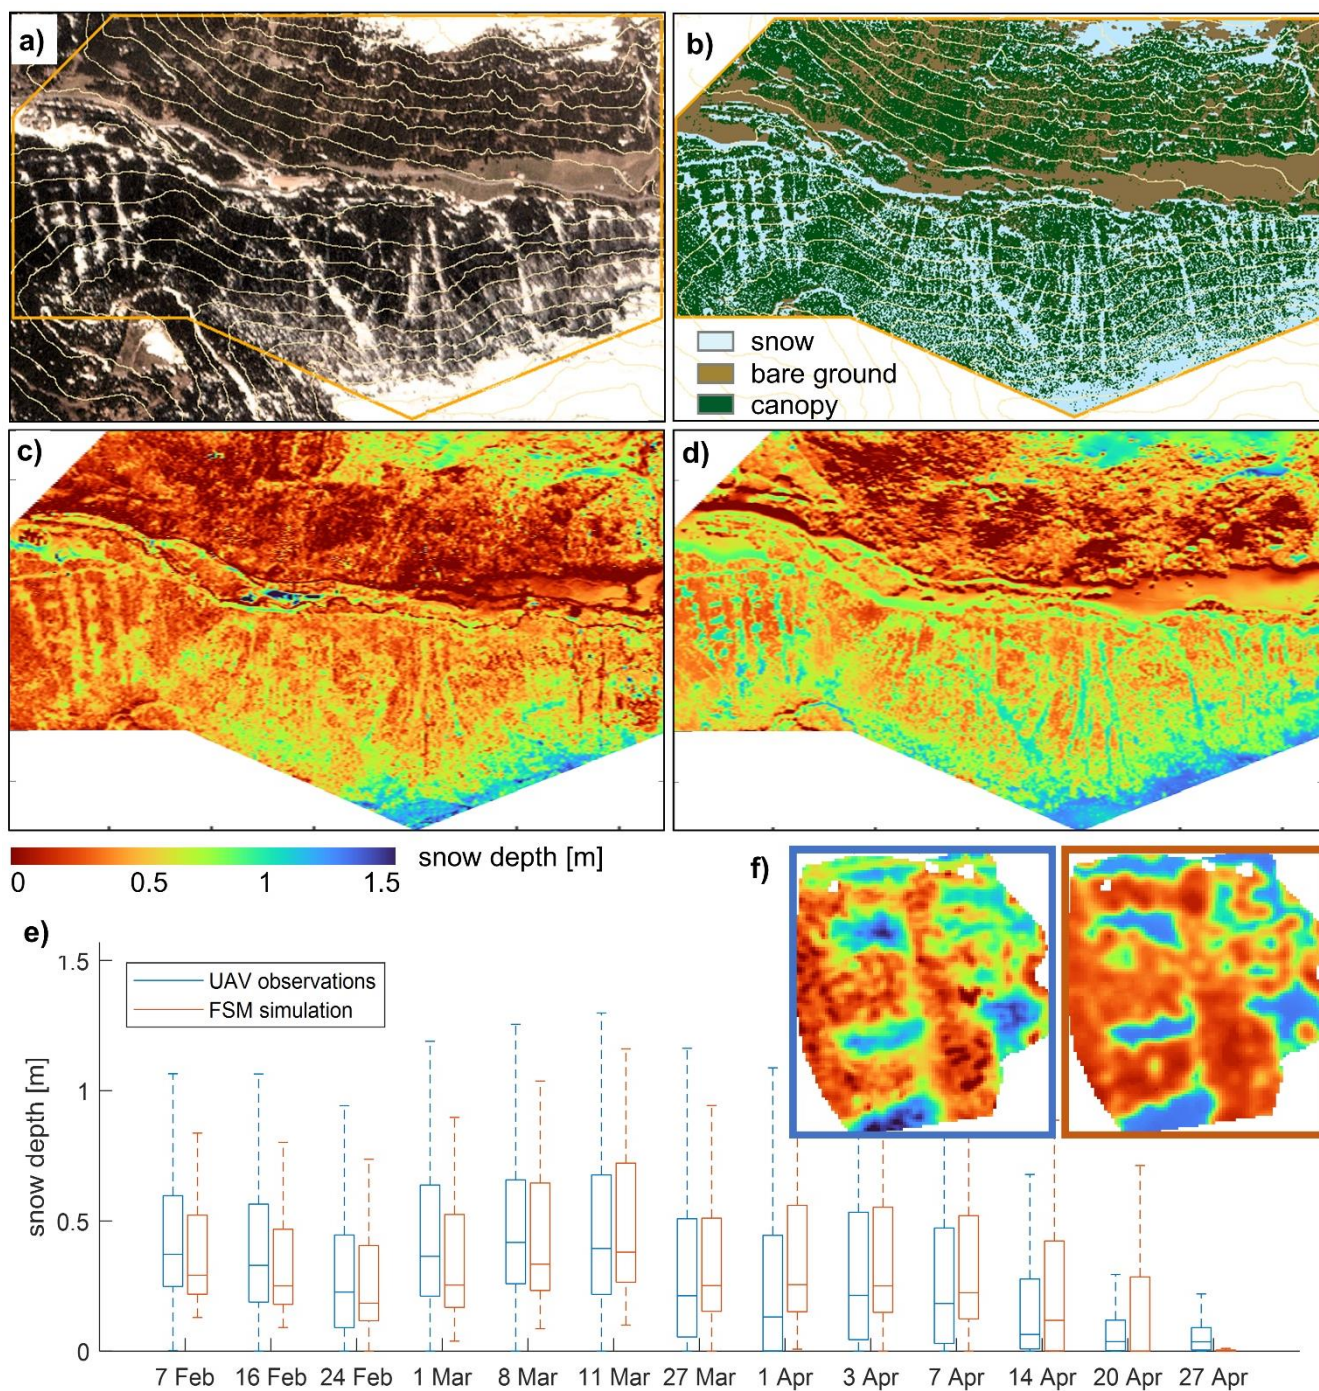 a)
b)
snow
bare ground
canopy
c)
d)
snow depth [m]
0
0.5
1
1.5
f)
e)
1.5
UAV observations
FSM simulation
1
snow depth [m]
0.5
0
7 Feb 16 Feb 24 Feb 1 Mar 8 Mar 11 Mar 27 Mar 1 Apr 3 Apr 7 Apr 14 Apr 20 Apr 27 Apr